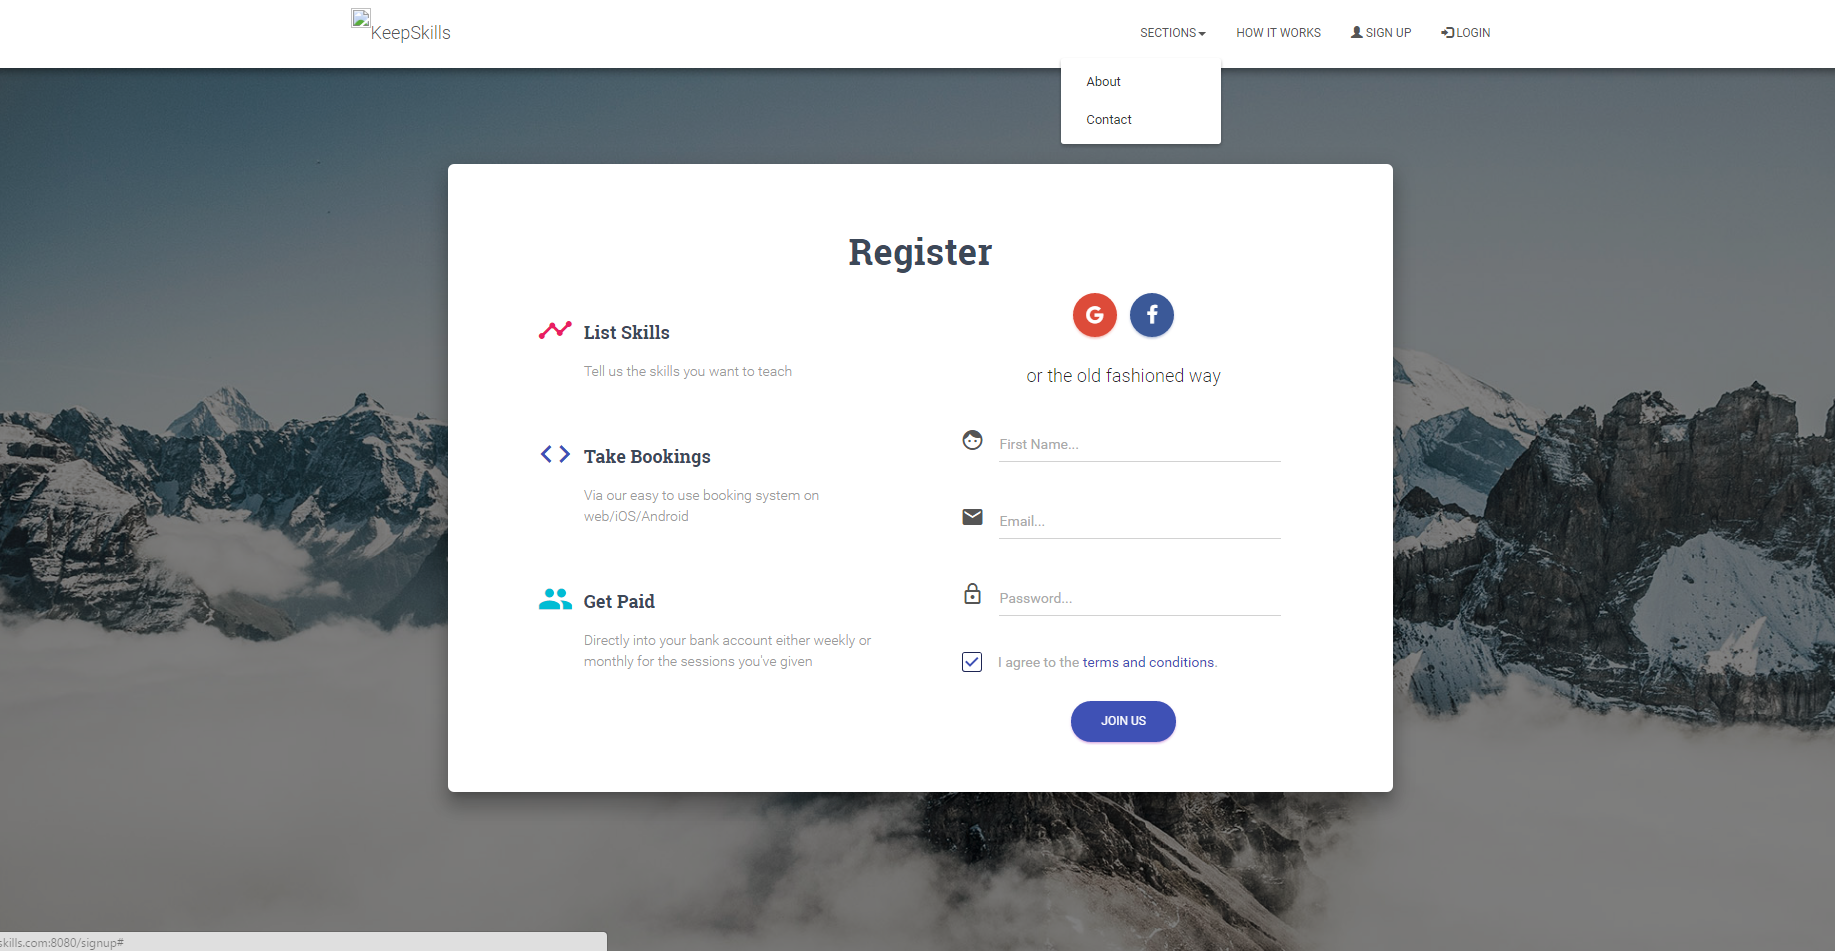 KeepSkills
SECTIONS
HOW IT WORKS
SIGN UP
LOGIN
About
Contact
Register
List Skills
Tell us the skills you want to teach
Take Bookings
Via our easy to use booking system on
web/iOS/Android
Get Paid
Directly into your bank account either weekly or
monthly for the sessions you've given
or the old fashioned way
First Name...
Email...
Password...
I agree to the terms and conditions.
JOIN US
skills.com:8080/signup#